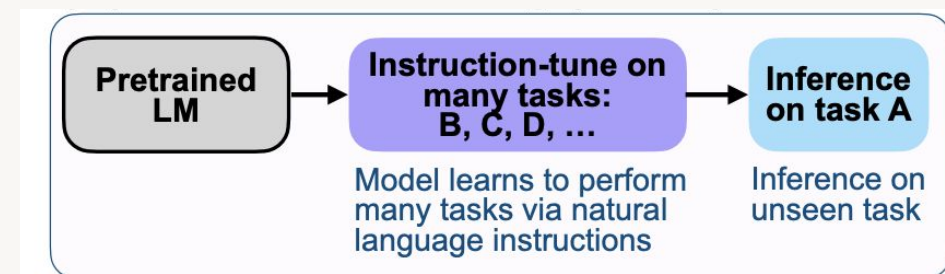 Pretrained
LM
Instruction-tune on
many tasks:
B, C, D, ...
Inference
on task A
Model learns to perform
many tasks via natural
language instructions
Inference on
unseen task